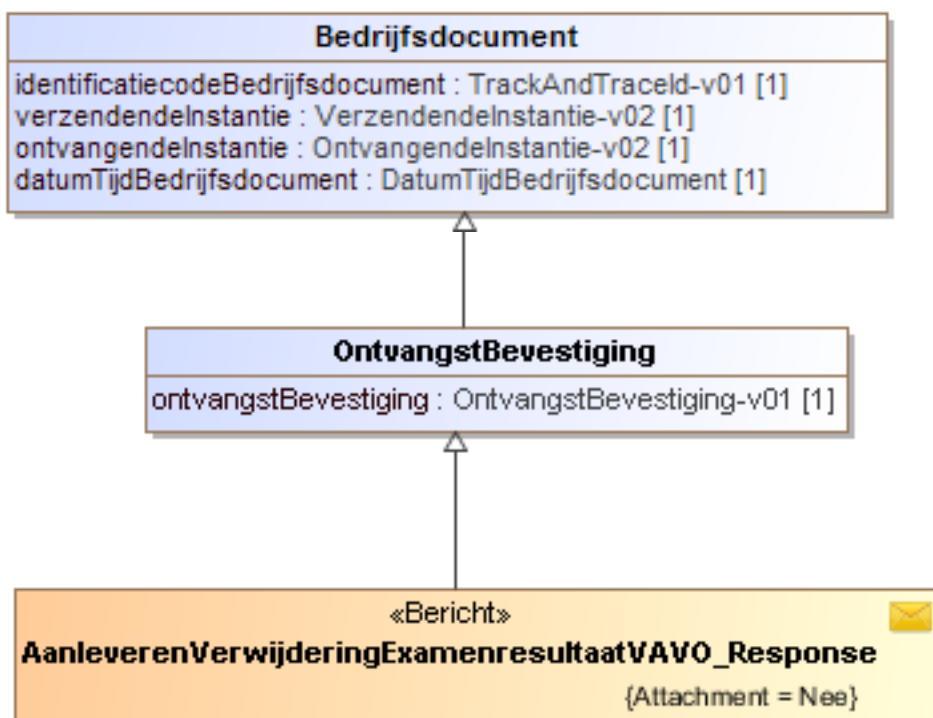 Bedrijfsdocument
identificatiecodeBedrijfsdocument : TrackAndTraceId-v01 [1]
verzendendeInstantie : VerzendendeInstantie-v02 [1]
ontvangendeInstantie : OntvangendeInstantie-v02 [1]
datumTijdBedrijfsdocument : DatumTijdBedrijfsdocument [1]
OntvangstBevestiging
ontvangstBevestiging : OntvangstBevestiging-v01 [1]
«Bericht»
AanleverenVerwijderingExamenresultaatVAVO_Response
{Attachment = Nee}